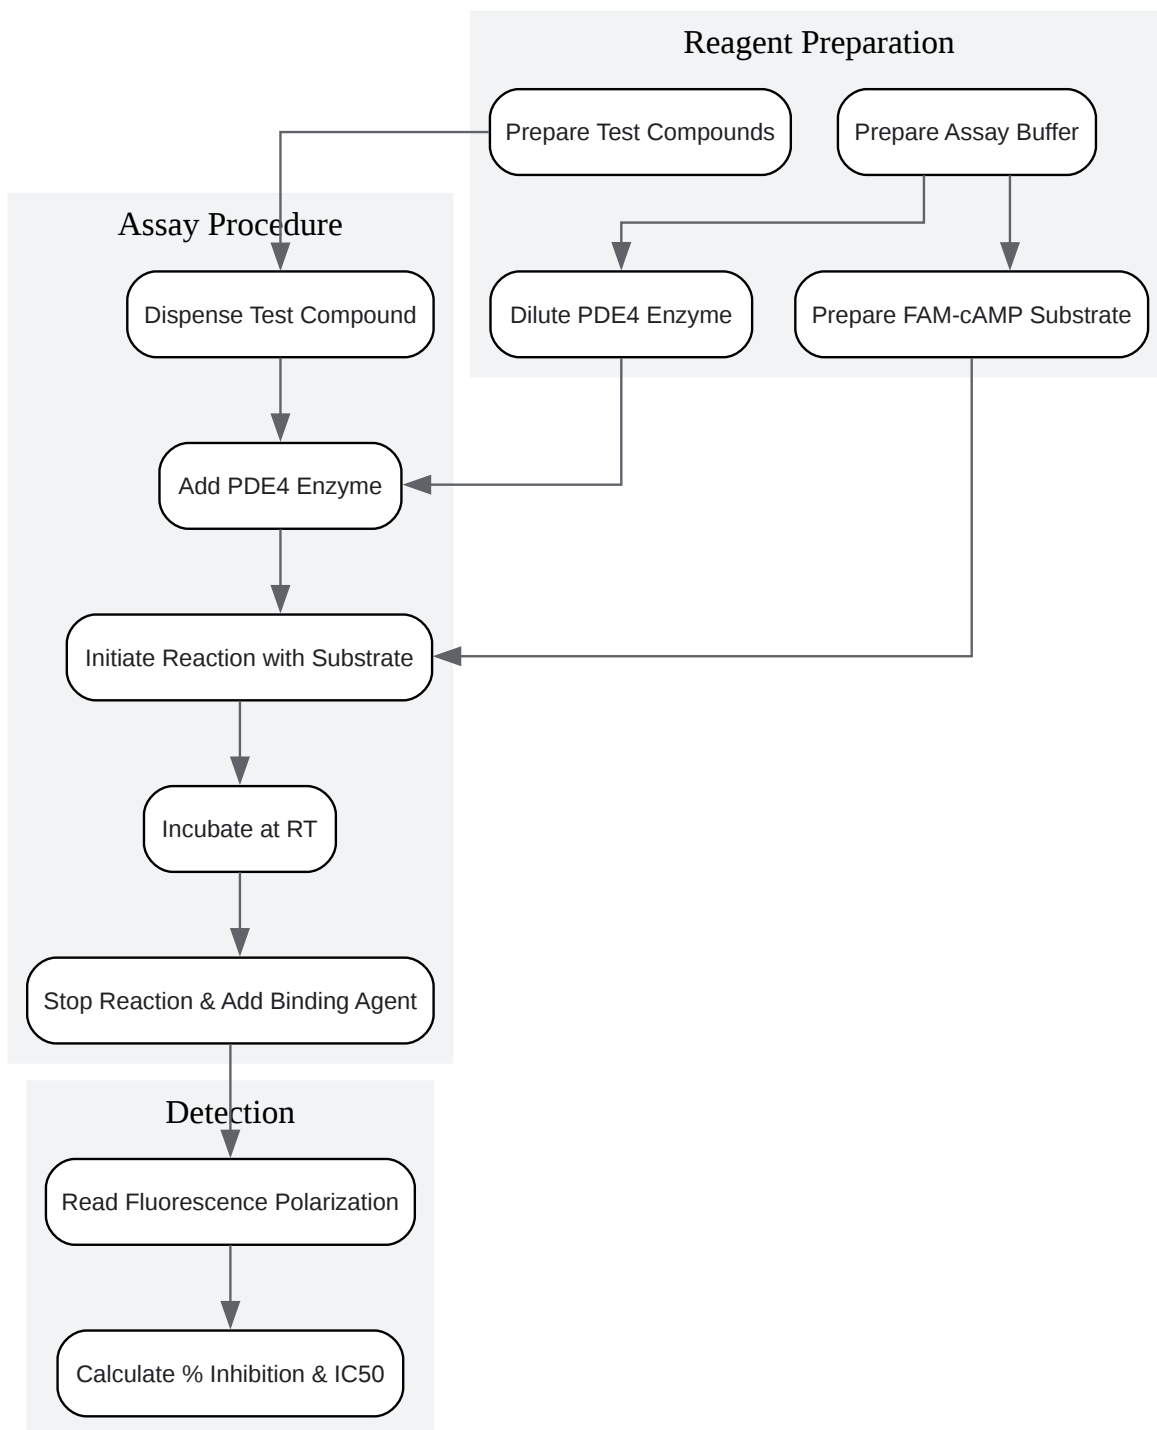 Reagent Preparation
Prepare Test Compounds
Prepare Assay Buffer
Assay Procedure
Dispense Test Compound
Dilute PDE4 Enzyme
Prepare FAM-cAMP Substrate
Add PDE4 Enzyme
Initiate Reaction with Substrate
Incubate at RT
Stop Reaction & Add Binding Agent
Detection
Read Fluorescence Polarization
Calculate % Inhibition & IC50